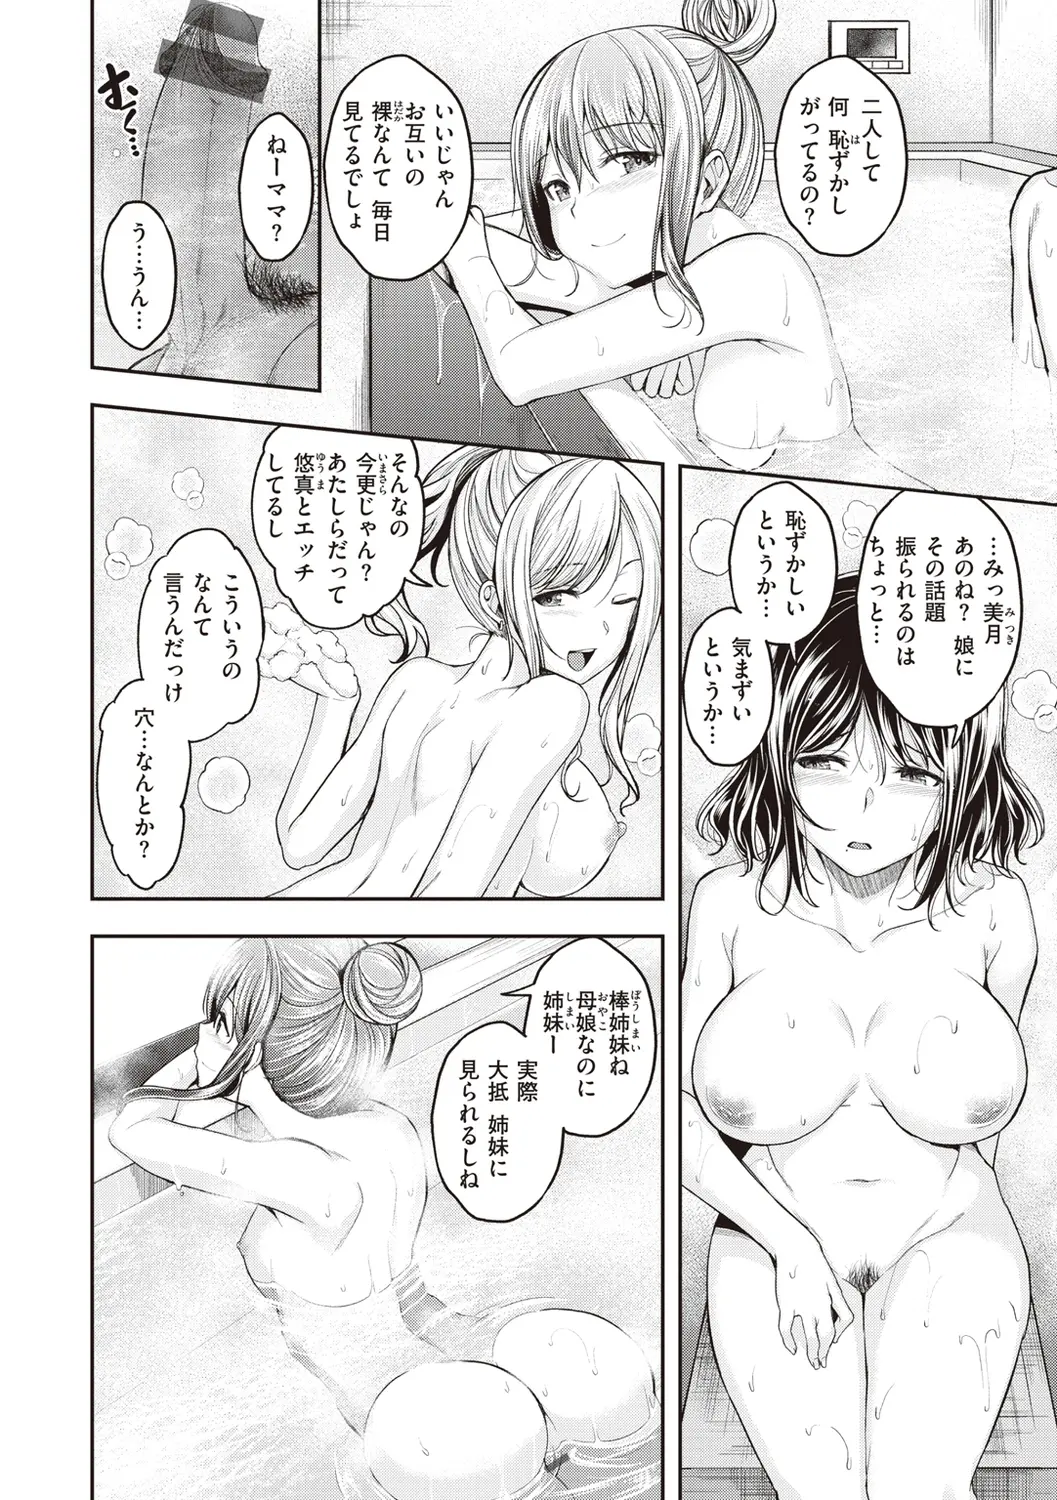 二人して
何 恥ずかし
がってるの?
いいじゃん
お互いの
裸なんて 毎日
見てるでしょ
ねーママ?
む
く…
う…うん…
…みっ美月
あのね? 娘に
その話題
振られるのは
ちょっと…
恥ずかしい
というか…
気まずい
というか…
そんなの
今更じゃん?
あたしらだって
悠真とエッチ
してるし
こういうの
なんて
言うんだっけ
穴…なんとか?
棒姉妹ね
母娘なのに
姉妹ー
実際
大抵 姉妹に
見られるしね